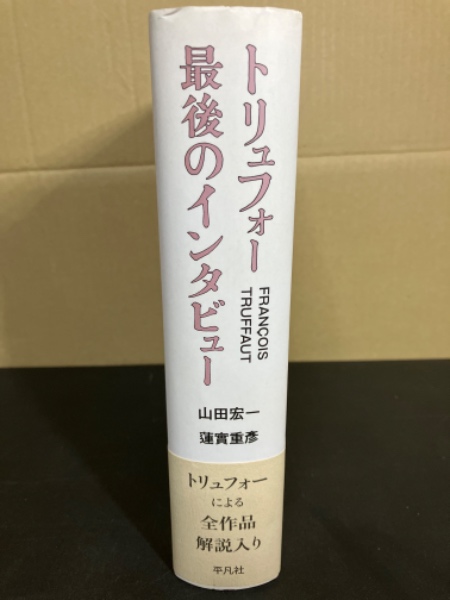 トリュフォー
最後のインタビュー
FRANÇOIS
TRUFFAUT
山田宏一
蓮實重彥
トリュフォー
による
全作品
解説入り
平凡社